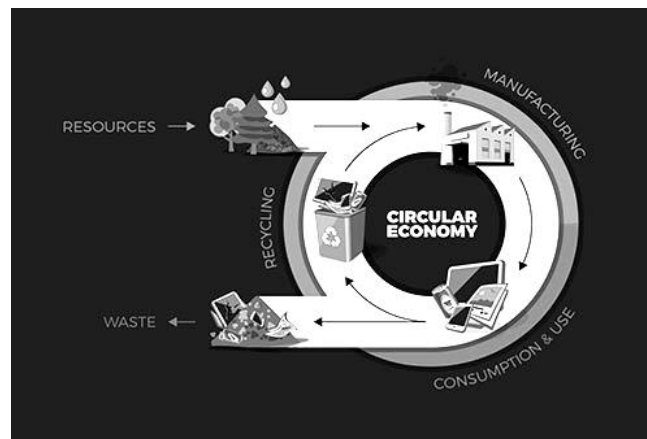 MANUFACTURING
RESOURCES
CIRCULAR
ECONOMY
RECYCLING
WASTE
CONSUMPTION & USE